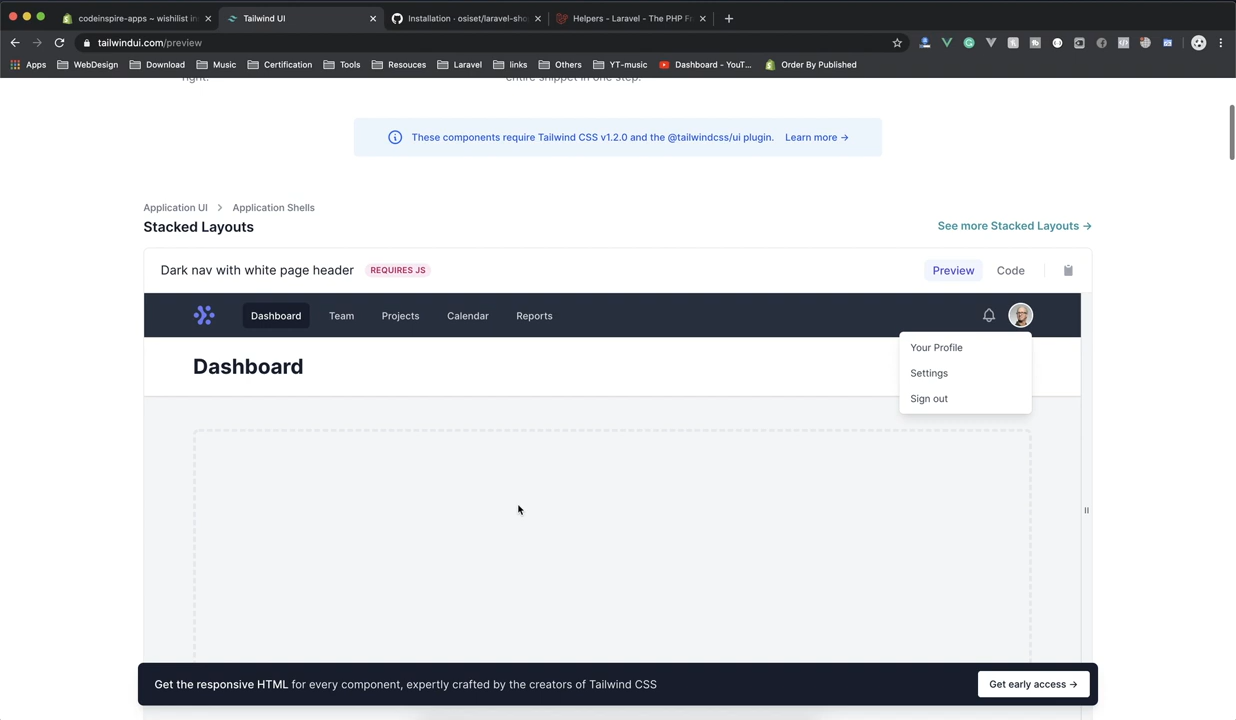 codeinspire-apps ~ wishilist in
Tailwind UI
Installation · osiset/laravel-sho
Helpers - Laravel - The PHP Fr
tailwindui.com/preview
Apps
WebDesign
Download
Music
Certification
Tools
Resouces
Laravel
links
Others
YT-music
Dashboard - YouT...
Order By Published
right.
entire snippet in one step.
These components require Tailwind CSS v1.2.0 and the @tailwindcss/ui plugin. Learn more →
Application UI > Application Shells
Stacked Layouts
See more Stacked Layouts →
Dark nav with white page header
REQUIRES JS
Preview
Code
Dashboard
Team
Projects
Calendar
Reports
Your Profile
Dashboard
Settings
Sign out
Get the responsive HTML for every component, expertly crafted by the creators of Tailwind CSS
Get early access →